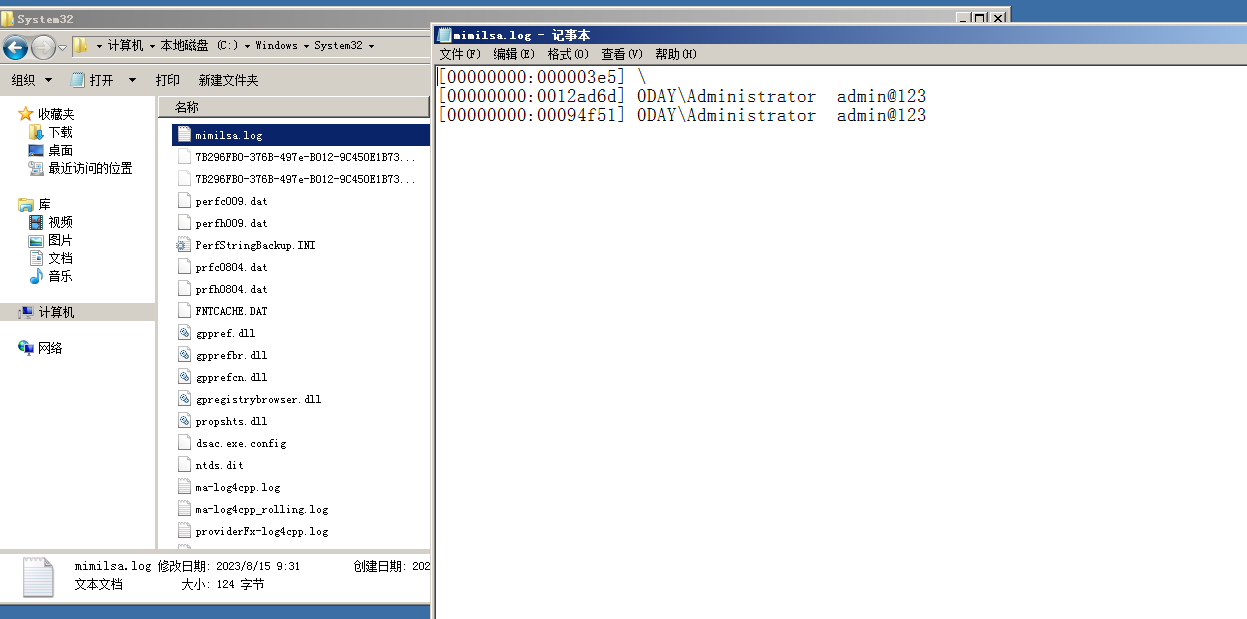 System32
计算机 本地磁盘 (C:) Windows System32
组织 打开 打印 新建文件夹
收藏夹
下载
桌面
最近访问的位置
库
视频
图片
文档
音乐
计算机
网络
名称
mimilsa.log
7B296FB0-376B-497e-B012-9C450E1B73...
7B296FB0-376B-497e-B012-9C450E1B73...
perfc009.dat
perfh009.dat
PerfStringBackup.INI
prfc0804.dat
prfh0804.dat
FNTCACHE.DAT
gppref.dll
gpprefbr.dll
gpprefcn.dll
gpregistrybrowser.dll
propshts.dll
dsac.exe.config
ntds.dit
ma-log4cpp.log
ma-log4cpp_rolling.log
providerFx-log4cpp.log
mimilsa.log 修改日期: 2023/8/15 9:31 创建日期: 202
文本文档 大小: 124 字节
mimilsa.log - 记事本
文件(F) 编辑(E) 格式(O) 查看(V) 帮助(H)
[00000000:000003e5] \
[00000000:0012ad6d] 0DAY\Administrator admin@123
[00000000:00094f51] 0DAY\Administrator admin@123